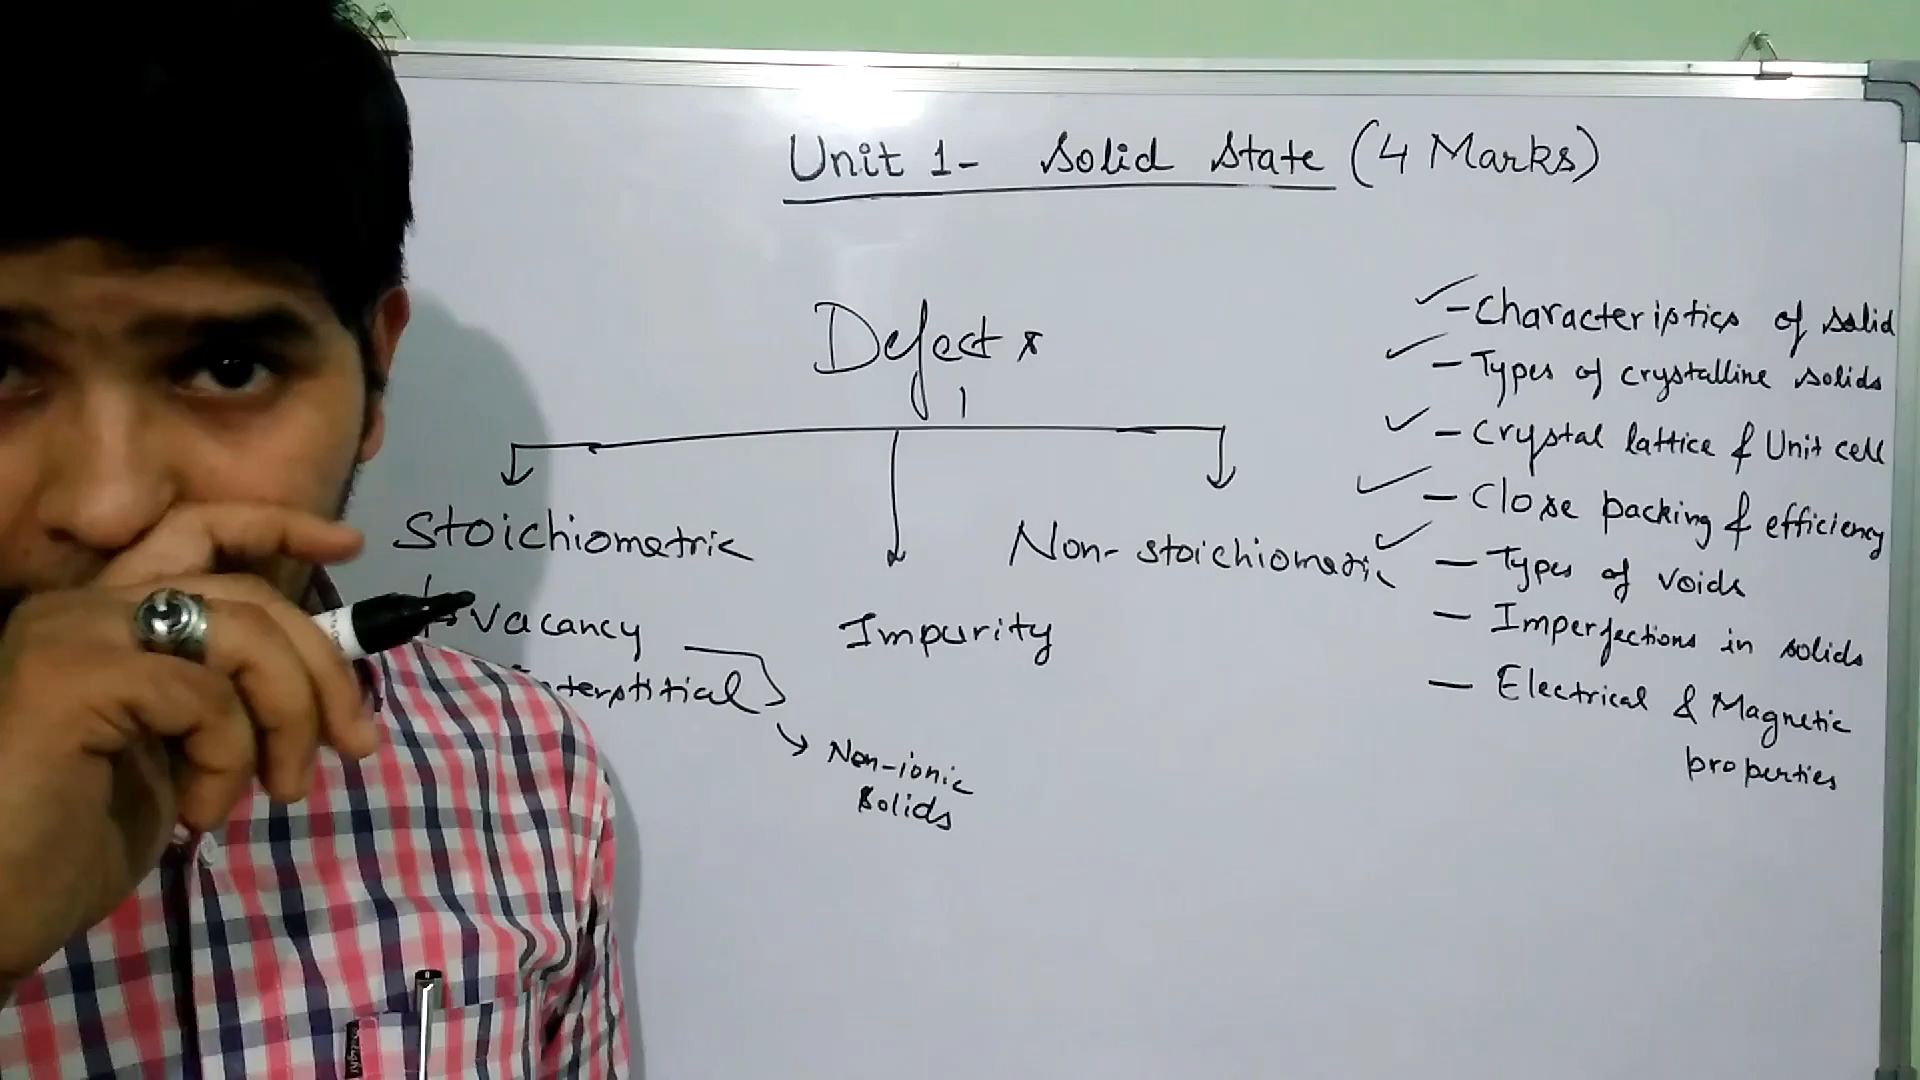 Unit 1- Solid State (4 Marks)
Defects
Stoichiometric
Non-stoichiometric
Impurity
Vacancy
terstitial
Non-ionic
Solids
- Characteristics of Solid
- Types of crystalline solids
- Crystal lattice & Unit cell
- Close packing & efficiency
- Types of voids
- Imperfections in solids
- Electrical & Magnetic
properties